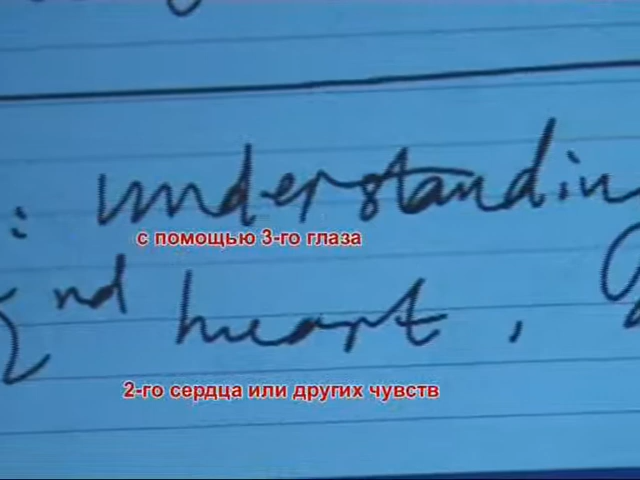 : understandin
с помощью 3-го глаза
2nd heart,
2-го сердца или других чувств